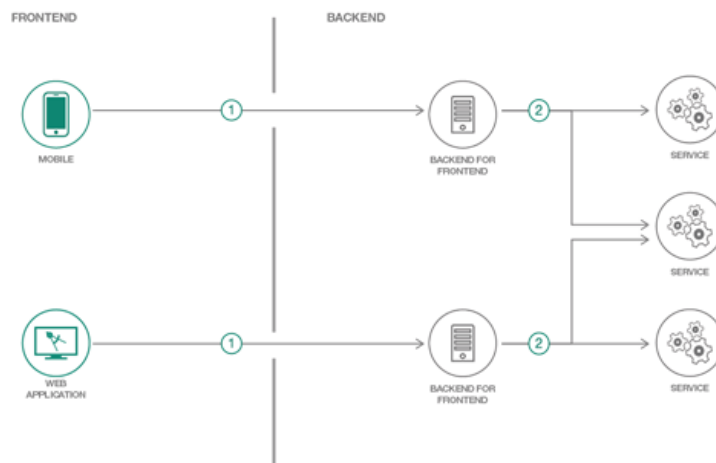 FRONTEND
BACKEND
1
2
MOBILE
BACKEND FOR
FRONTEND
SERVICE
SERVICE
1
2
WEB
APPLICATION
BACKEND FOR
FRONTEND
SERVICE